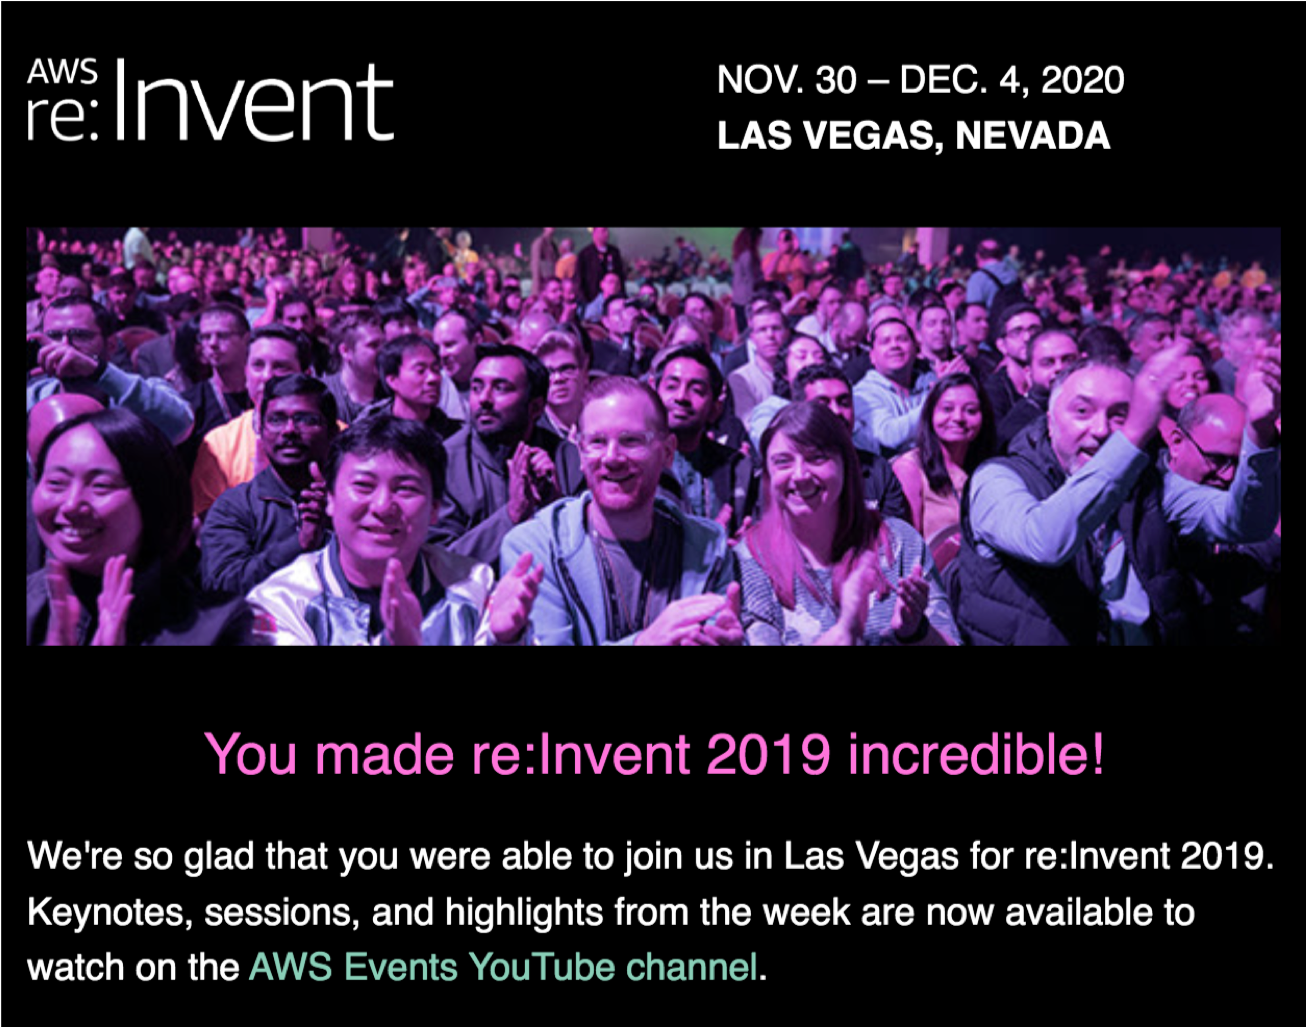 AWS
re:Invent
NOV. 30 – DEC. 4, 2020
LAS VEGAS, NEVADA
You made re:Invent 2019 incredible!
We're so glad that you were able to join us in Las Vegas for re:Invent 2019.
Keynotes, sessions, and highlights from the week are now available to
watch on the AWS Events YouTube channel.